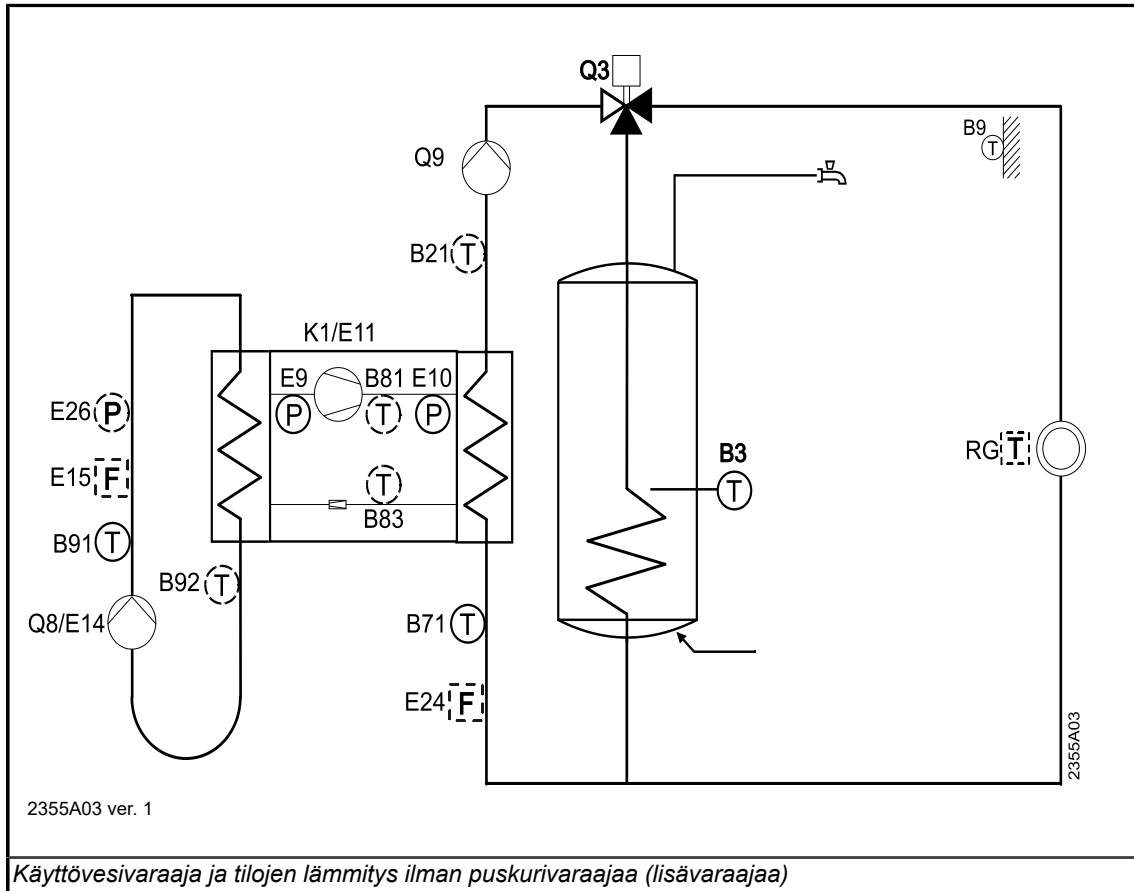 Q3
B9
T
Q9
B21 T
K1/E11
E9 B81 E10
P T P
E26 P
RG T
B3
E15 F
T
T
B83
B91 T
B92 T
Q8/E14
B71 T
E24 F
2355A03
2355A03 ver. 1
Käyttövesivaraaja ja tilojen lämmitys ilman puskurivaraajaa (lisävaraajaa)